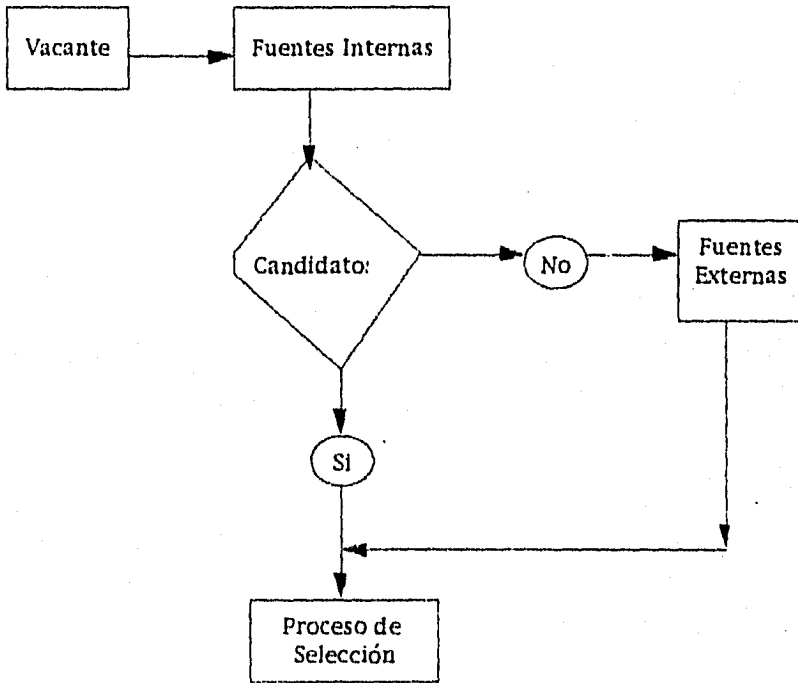 Vacante
Fuentes Internas
Candidato:
No
Fuentes
Externas
Si
Proceso de
Selección